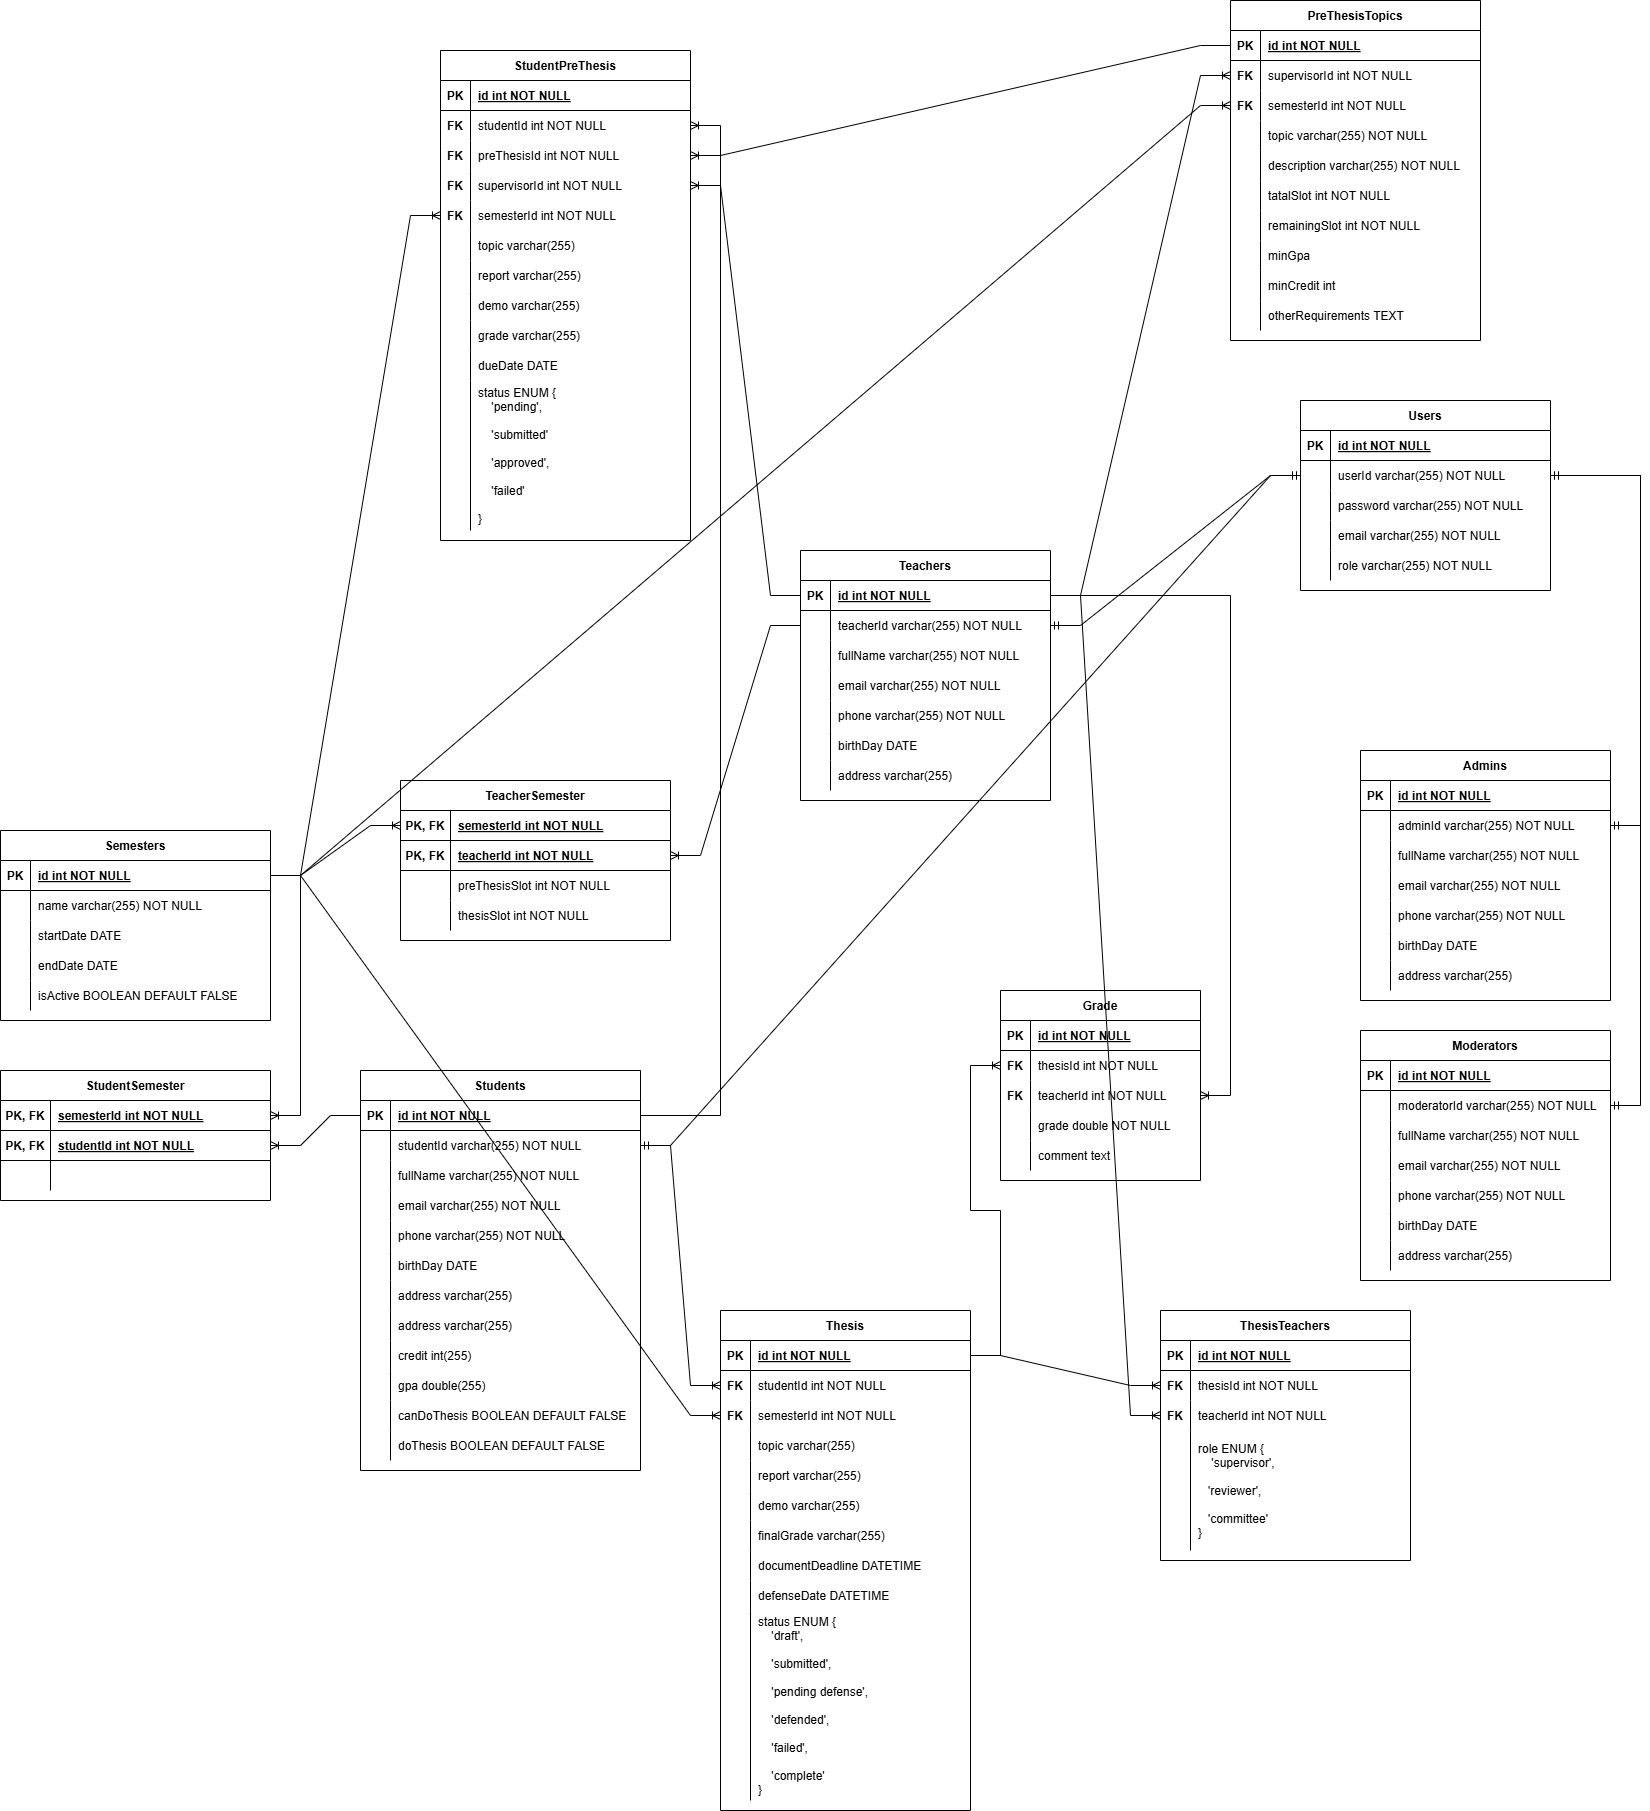 PreThesisTopics
PK id int NOT NULL
FK supervisorId int NOT NULL
FK semesterId int NOT NULL
topic varchar(255) NOT NULL
description varchar(255) NOT NULL
tatalSlot int NOT NULL
remainingSlot int NOT NULL
minGpa
minCredit int
otherRequirements TEXT
StudentPreThesis
PK id int NOT NULL
FK studentId int NOT NULL
FK preThesisId int NOT NULL
FK supervisorId int NOT NULL
FK semesterId int NOT NULL
topic varchar(255)
report varchar(255)
demo varchar(255)
grade varchar(255)
dueDate DATE
status ENUM {
'pending',
'submitted'
'approved',
'failed'
}
Users
PK id int NOT NULL
userId varchar(255) NOT NULL
password varchar(255) NOT NULL
email varchar(255) NOT NULL
role varchar(255) NOT NULL
Teachers
PK id int NOT NULL
teacherId varchar(255) NOT NULL
fullName varchar(255) NOT NULL
email varchar(255) NOT NULL
phone varchar(255) NOT NULL
birthDay DATE
address varchar(255)
Admins
PK id int NOT NULL
adminId varchar(255) NOT NULL
fullName varchar(255) NOT NULL
email varchar(255) NOT NULL
phone varchar(255) NOT NULL
birthDay DATE
address varchar(255)
TeacherSemester
PK, FK semesterId int NOT NULL
PK, FK teacherId int NOT NULL
preThesisSlot int NOT NULL
thesisSlot int NOT NULL
Semesters
PK id int NOT NULL
name varchar(255) NOT NULL
startDate DATE
endDate DATE
isActive BOOLEAN DEFAULT FALSE
Grade
PK id int NOT NULL
FK thesisId int NOT NULL
FK teacherId int NOT NULL
grade double NOT NULL
comment text
Moderators
PK id int NOT NULL
moderatorId varchar(255) NOT NULL
fullName varchar(255) NOT NULL
email varchar(255) NOT NULL
phone varchar(255) NOT NULL
birthDay DATE
address varchar(255)
StudentSemester
PK, FK semesterId int NOT NULL
PK, FK studentId int NOT NULL
Students
PK id int NOT NULL
studentId varchar(255) NOT NULL
fullName varchar(255) NOT NULL
email varchar(255) NOT NULL
phone varchar(255) NOT NULL
birthDay DATE
address varchar(255)
address varchar(255)
credit int(255)
gpa double(255)
canDoThesis BOOLEAN DEFAULT FALSE
doThesis BOOLEAN DEFAULT FALSE
Thesis
PK id int NOT NULL
FK studentId int NOT NULL
FK semesterId int NOT NULL
topic varchar(255)
report varchar(255)
demo varchar(255)
finalGrade varchar(255)
documentDeadline DATETIME
defenseDate DATETIME
status ENUM {
'draft',
'submitted',
'pending defense',
'defended',
'failed',
'complete'
}
ThesisTeachers
PK id int NOT NULL
FK thesisId int NOT NULL
FK teacherId int NOT NULL
role ENUM {
'supervisor',
'reviewer',
'committee'
}